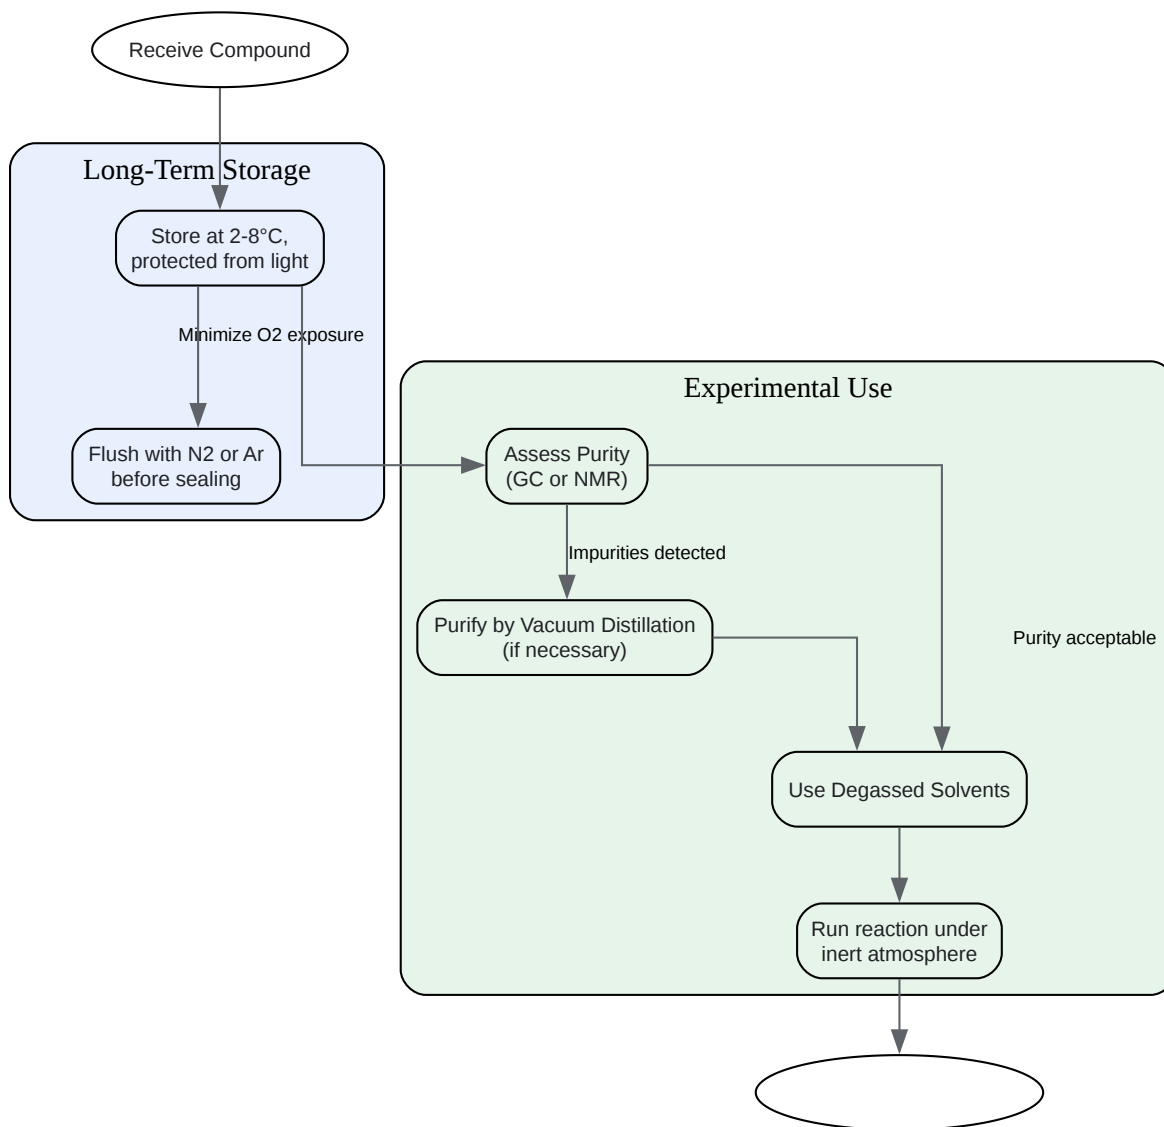 Receive Compound
Long-Term Storage
Store at 2-8°C,
protected from light
Minimize O2 exposure
Flush with N2 or Ar
before sealing
Experimental Use
Assess Purity
(GC or NMR)
Impurities detected
Purify by Vacuum Distillation
(if necessary)
Purity acceptable
Use Degassed Solvents
Run reaction under
inert atmosphere